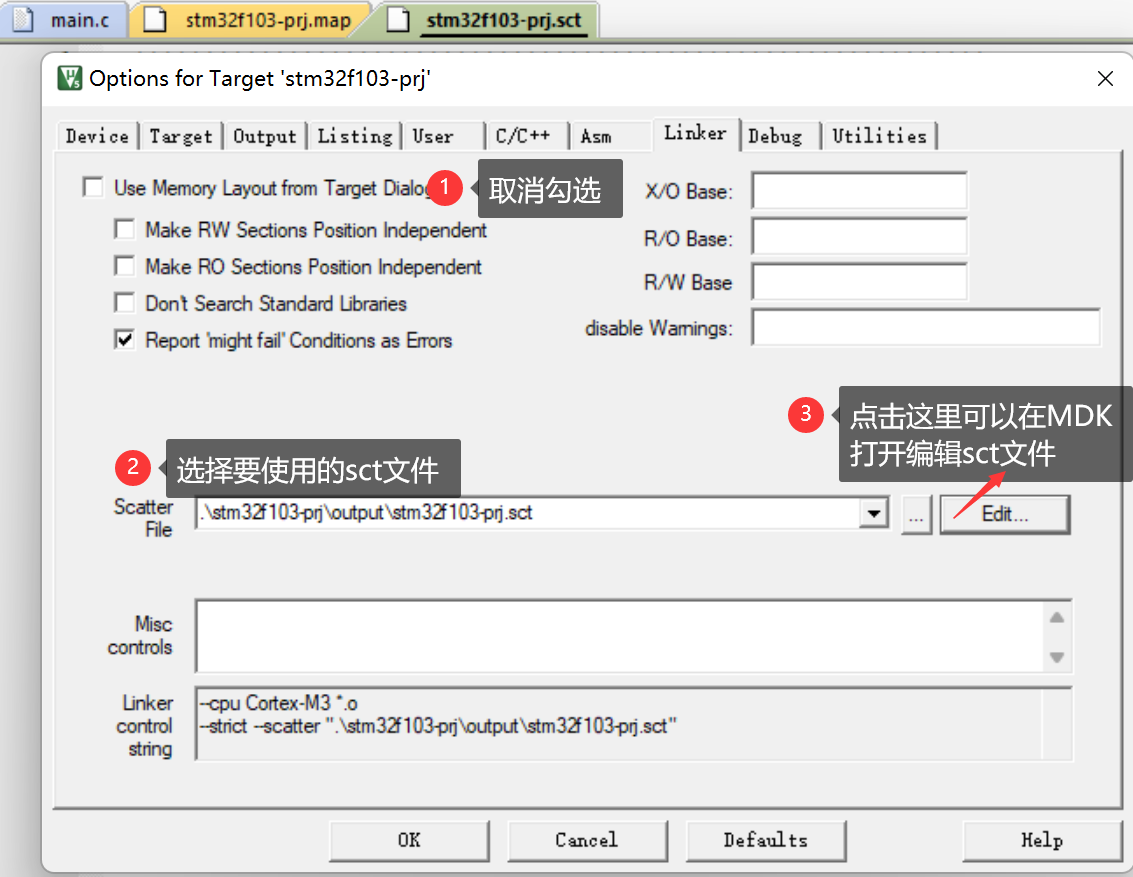 main.c
stm32f103-prj.map
stm32f103-prj.sct
Options for Target 'stm32f103-prj'
Device
Target
Output
Listing
User
C/C++
Asm
Linker
Debug
Utilities
Use Memory Layout from Target Dialog
1
取消勾选
Make RW Sections Position Independent
Make RO Sections Position Independent
Don't Search Standard Libraries
Report 'might fail' Conditions as Errors
X/O Base:
R/O Base:
R/W Base
disable Warnings:
3
点击这里可以在MDK
打开编辑sct文件
2
选择要使用的sct文件
Scatter
File
.\stm32f103-prj\output\stm32f103-prj.sct
...
Edit...
Misc
controls
Linker
control
string
--cpu Cortex-M3 *.o
--strict --scatter ".\stm32f103-prj\output\stm32f103-prj.sct"
OK
Cancel
Defaults
Help